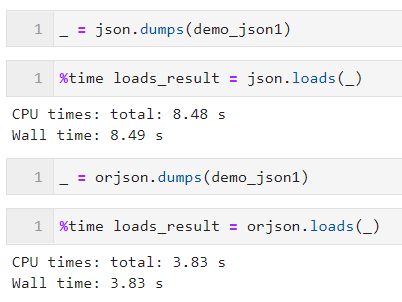 1 _ = json.dumps(demo_json1)
1 %time loads_result = json.loads(_)
CPU times: total: 8.48 s
Wall time: 8.49 s
1 _ = orjson.dumps(demo_json1)
1 %time loads_result = orjson.loads(_)
CPU times: total: 3.83 s
Wall time: 3.83 s